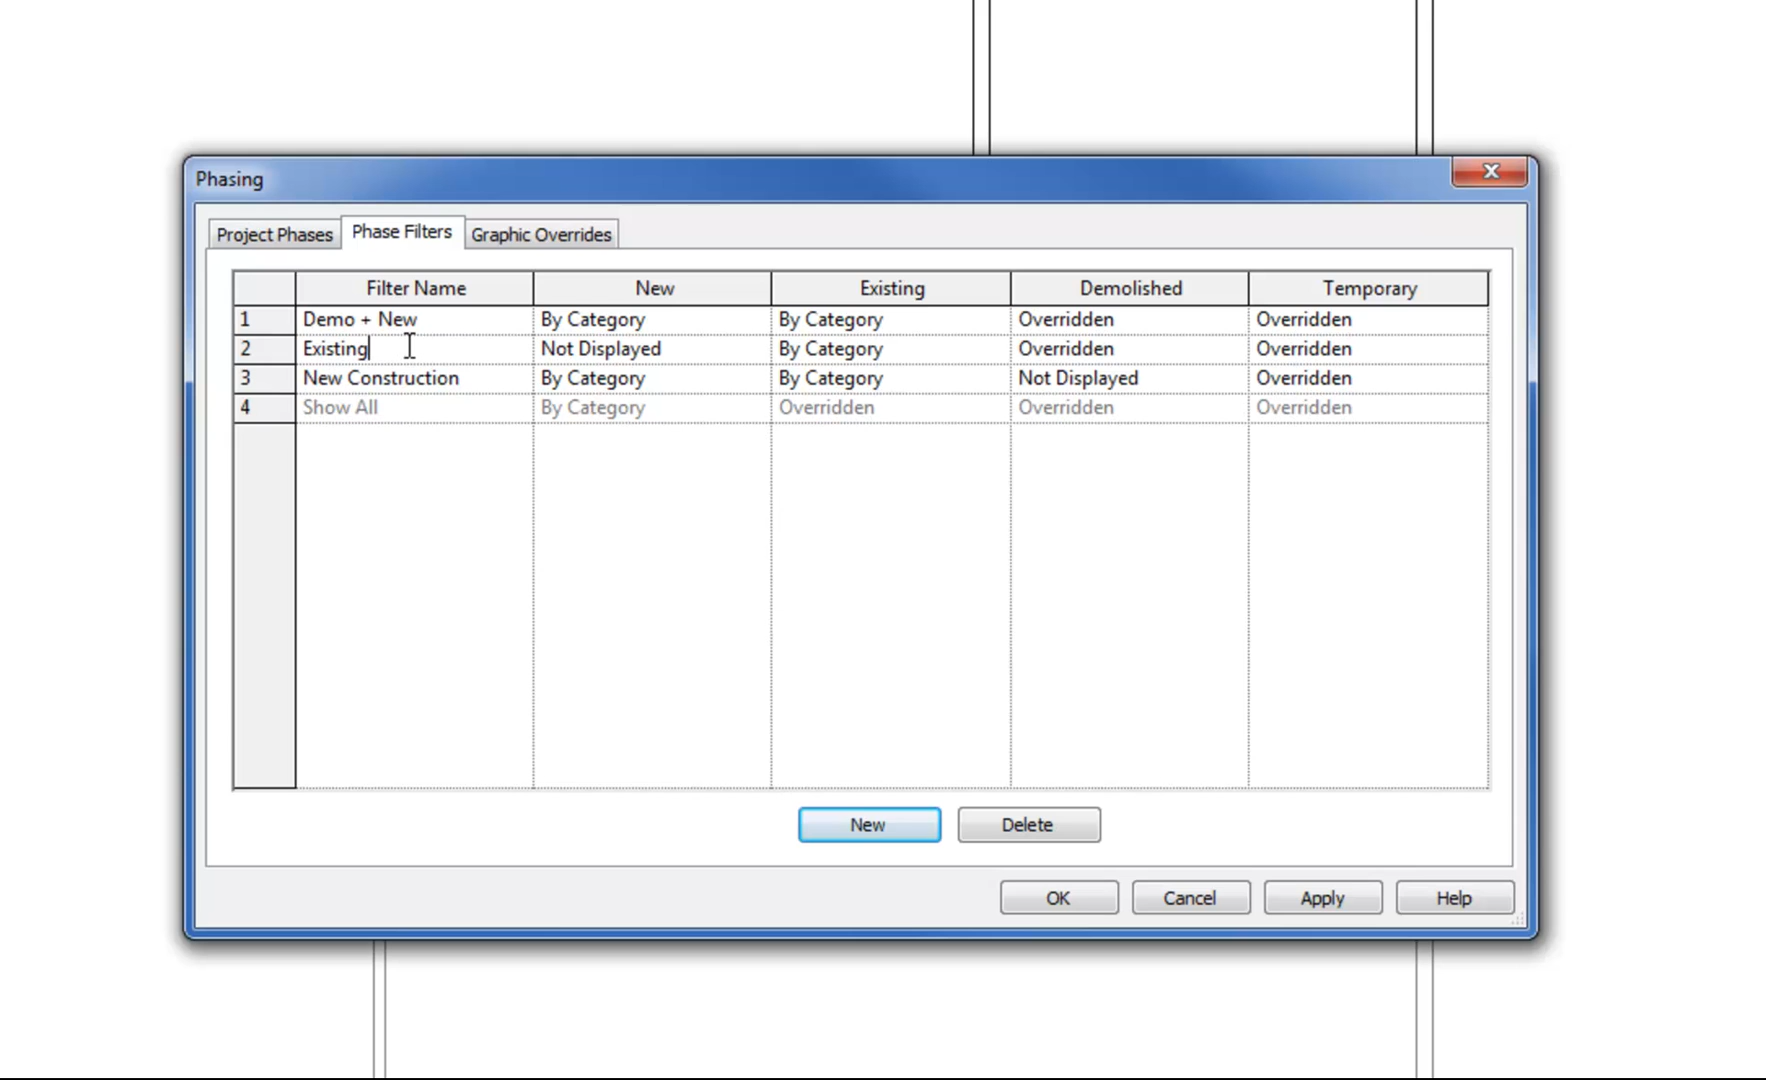 Phasing
Project Phases Phase Filters Graphic Overrides
Filter Name New Existing Demolished Temporary
1 Demo + New By Category By Category Overridden Overridden
2 Existing Not Displayed By Category Overridden Overridden
3 New Construction By Category By Category Not Displayed Overridden
4 Show All By Category Overridden Overridden Overridden
New Delete
OK Cancel Apply Help